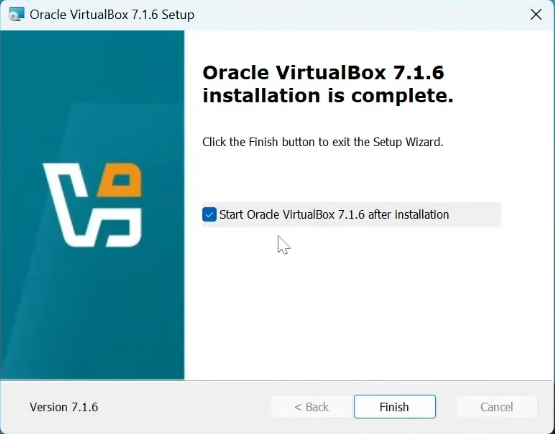 Oracle VirtualBox 7.1.6 Setup
Oracle VirtualBox 7.1.6
installation is complete.
Click the Finish button to exit the Setup Wizard.
Start Oracle VirtualBox 7.1.6 after installation
Version 7.1.6
< Back
Finish
Cancel